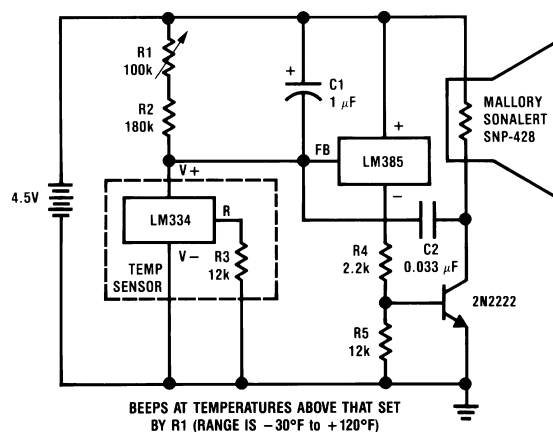 R1
100k
R2
180k
+
C1
1 μF
+
LM385
−
FB
MALLORY
SONALERT
SNP-428
4.5V
V+
LM334
R
V−
TEMP
SENSOR
R3
12k
C2
0.033 μF
R4
2.2k
R5
12k
2N2222
BEEPS AT TEMPERATURES ABOVE THAT SET
BY R1 (RANGE IS −30°F to +120°F)